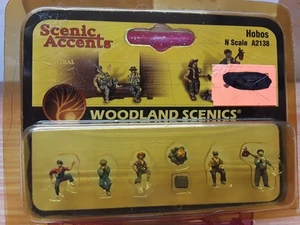 Scenic
Accents
Hobos
N Scale A2138
WOODLAND SCENICS